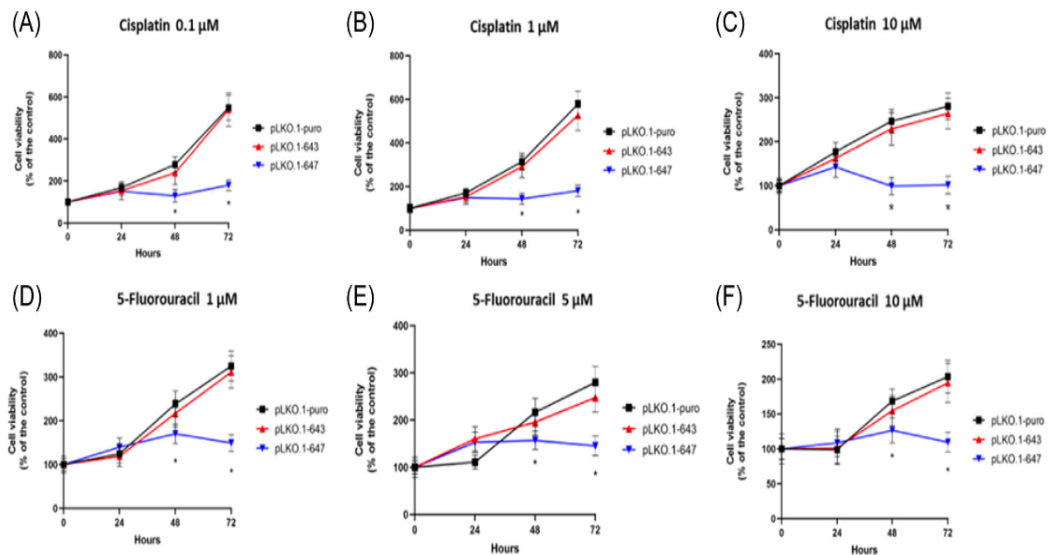 (A)
Cisplatin 0.1 µM
Cell viability
(% of the control)
800
600
400
200
0
0 24 48 72
Hours
* *
pLKO.1-puro
pLKO.1-643
pLKO.1-647
(B)
Cisplatin 1 µM
Cell viability
(% of the control)
800
600
400
200
0
0 24 48 72
Hours
* *
pLKO.1-puro
pLKO.1-643
pLKO.1-647
(C)
Cisplatin 10 µM
Cell viability
(% of the control)
400
300
200
100
0
0 24 48 72
Hours
* *
pLKO.1-puro
pLKO.1-643
pLKO.1-647
(D)
5-Fluorouracil 1 µM
Cell viability
(% of the control)
400
300
200
100
0
0 24 48 72
Hours
* *
pLKO.1-puro
pLKO.1-643
pLKO.1-647
(E)
5-Fluorouracil 5 µM
Cell viability
(% of the control)
400
300
200
100
0
0 24 48 72
Hours
* *
pLKO.1-puro
pLKO.1-643
pLKO.1-647
(F)
5-Fluorouracil 10 µM
Cell viability
(% of the control)
250
200
150
100
50
0
0 24 48 72
Hours
* *
pLKO.1-puro
pLKO.1-643
pLKO.1-647